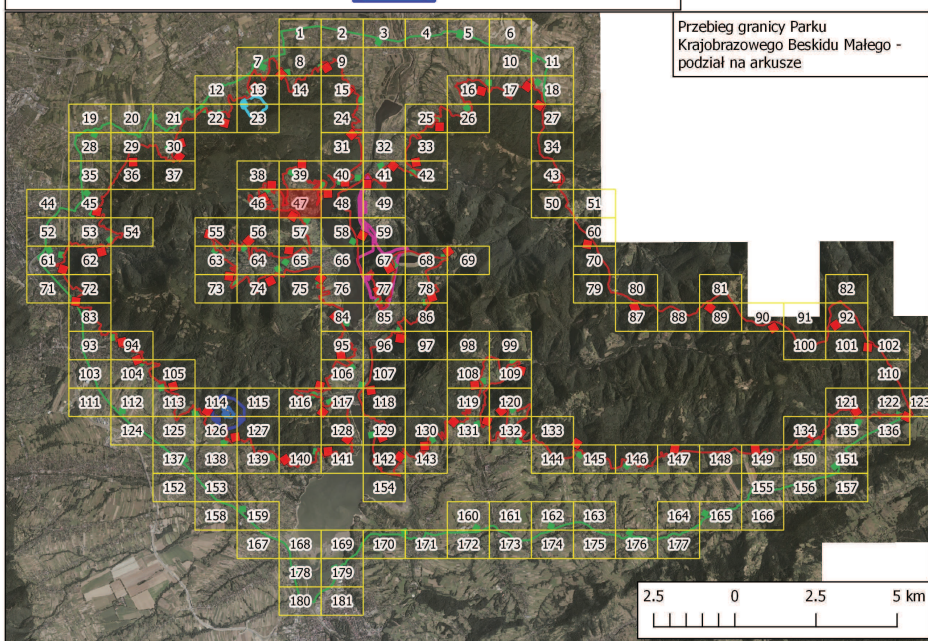 Przebieg granicy Parku
Krajobrazowego Beskidu Małego -
podział na arkusze
1 2 3 4 5 6
7 8 9 10 11
12 13 14 15 16 17 18
19 20 21 22 23 24 25 26 27
28 29 30 31 32 33 34
35 36 37 38 39 40 41 42 43
44 45 46 47 48 49 50 51
52 53 54 55 56 57 58 59 60
61 62 63 64 65 66 67 68 69 70
71 72 73 74 75 76 77 78 79 80 81 82
83 84 85 86 87 88 89 90 91 92
93 94 95 96 97 98 99 100 101 102
103 104 105 106 107 108 109 110
111 112 113 114 115 116 117 118 119 120 121 122 123
124 125 126 127 128 129 130 131 132 133 134 135 136
137 138 139 140 141 142 143 144 145 146 147 148 149 150 151
152 153 154 155 156 157
158 159 160 161 162 163 164 165 166
167 168 169 170 171 172 173 174 175 176 177
178 179
180 181
2.5 0 2.5 5 km